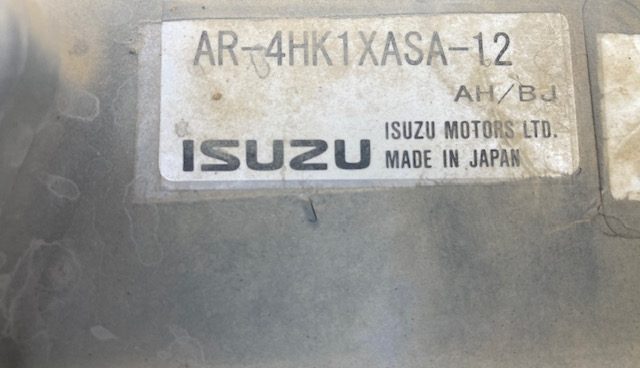 AR-4HK1XASA-12
AH/BJ
ISUZU
ISUZU MOTORS LTD.
MADE IN JAPAN